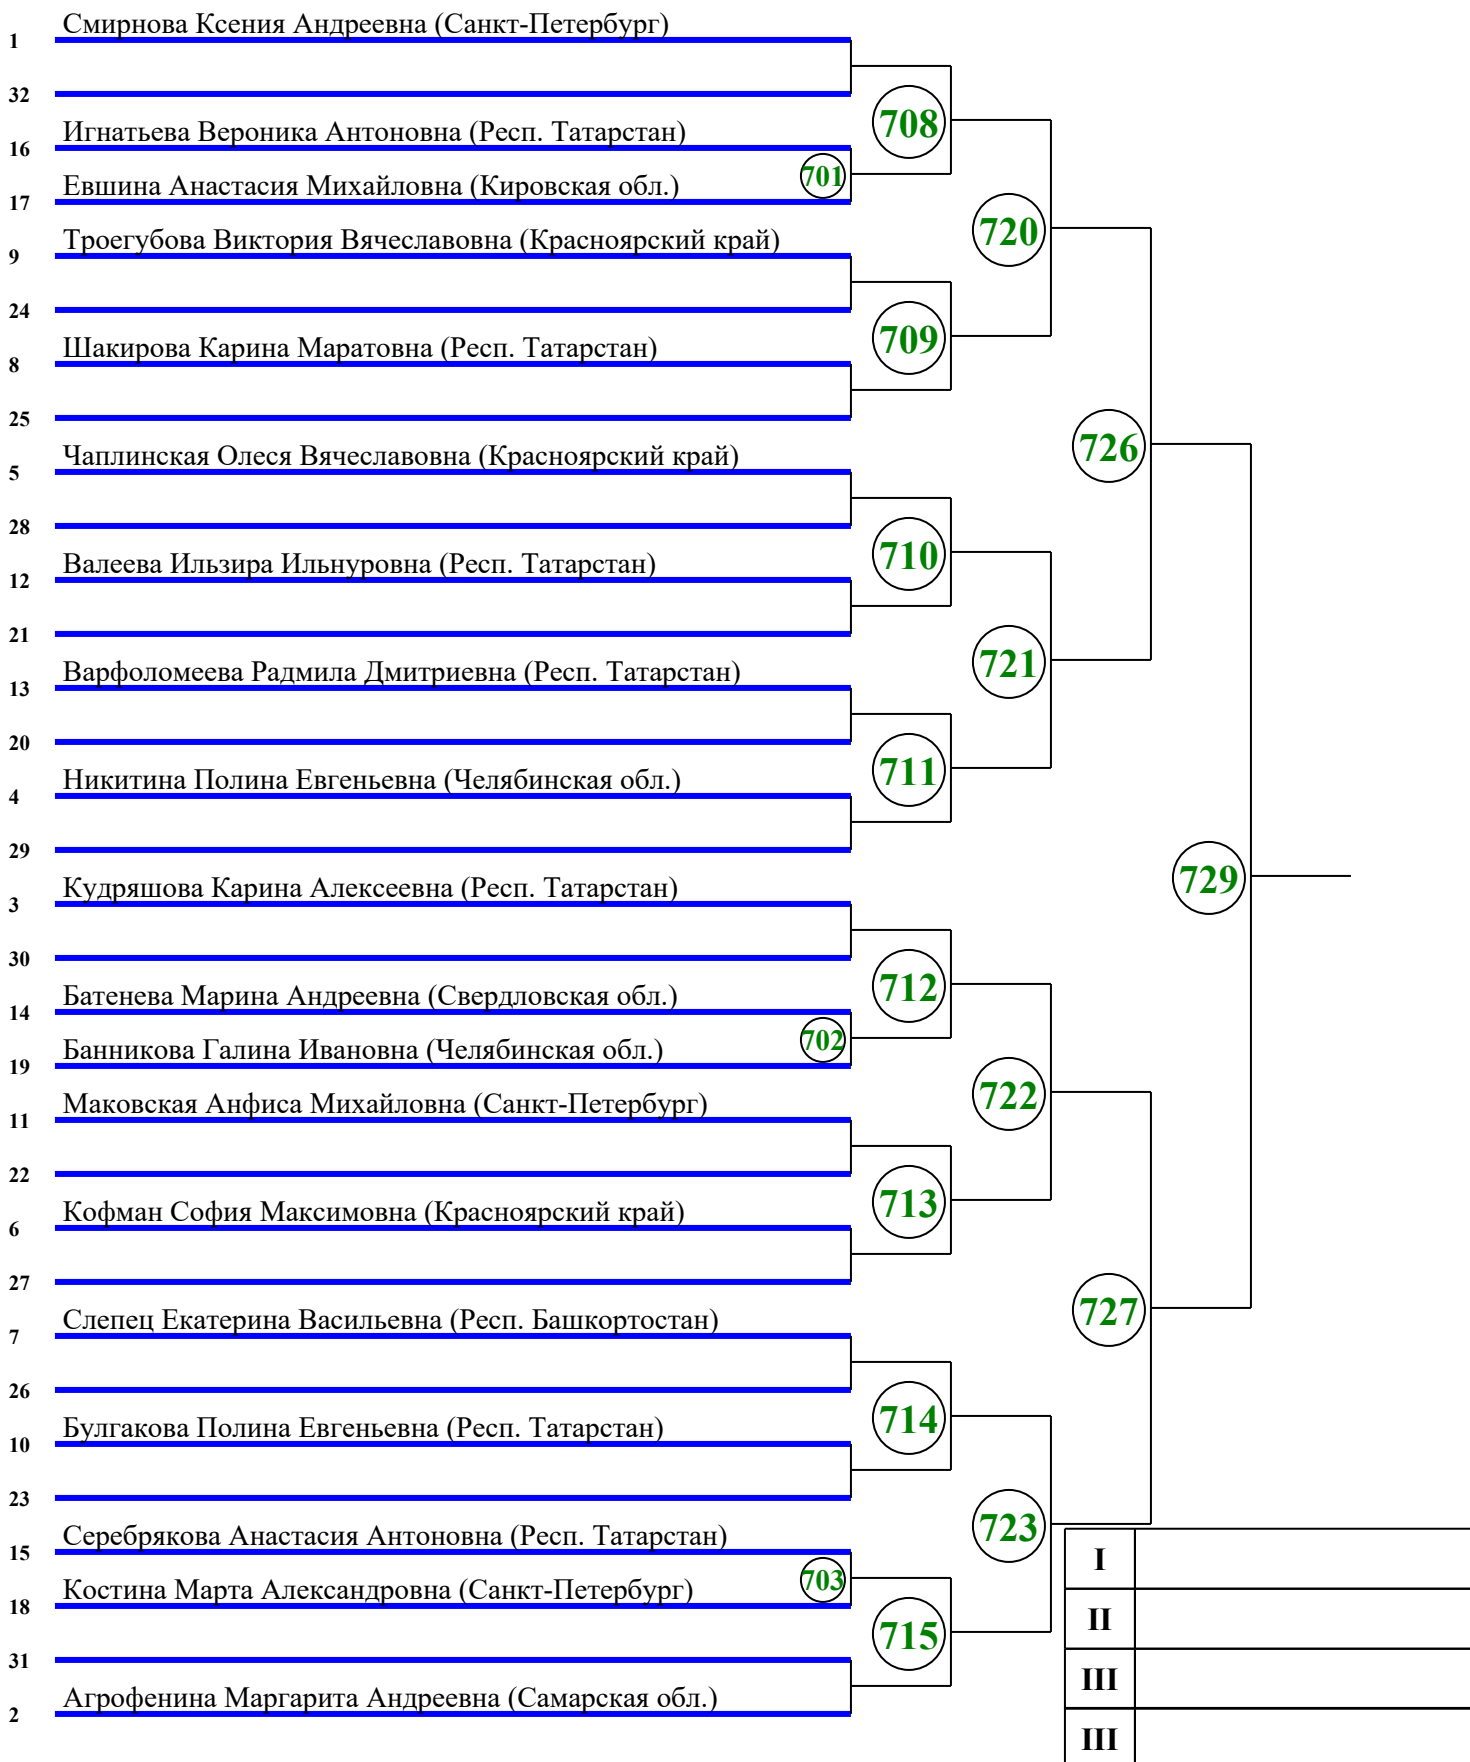 Смирнова Ксения Андреевна (Санкт-Петербург)
1
32
708
Игнатьева Вероника Антоновна (Респ. Татарстан)
16
701
Евшина Анастасия Михайловна (Кировская обл.)
17
720
Троегубова Виктория Вячеславовна (Красноярский край)
9
24
709
Шакирова Карина Маратовна (Респ. Татарстан)
8
25
726
Чаплинская Олеся Вячеславовна (Красноярский край)
5
28
710
Валеева Ильзира Ильнуровна (Респ. Татарстан)
12
21
721
Варфоломеева Радмила Дмитриевна (Респ. Татарстан)
13
20
711
Никитина Полина Евгеньевна (Челябинская обл.)
4
29
729
Кудряшова Карина Алексеевна (Респ. Татарстан)
3
30
712
Батенева Марина Андреевна (Свердловская обл.)
14
702
Банникова Галина Ивановна (Челябинская обл.)
19
722
Маковская Анфиса Михайловна (Санкт-Петербург)
11
22
713
Кофман София Максимовна (Красноярский край)
6
27
727
Слепец Екатерина Васильевна (Респ. Башкортостан)
7
26
714
Булгакова Полина Евгеньевна (Респ. Татарстан)
10
23
723
Серебрякова Анастасия Антоновна (Респ. Татарстан)
15
703
Костина Марта Александровна (Санкт-Петербург)
18
715
31
Агрофенина Маргарита Андреевна (Самарская обл.)
2
I
II
III
III